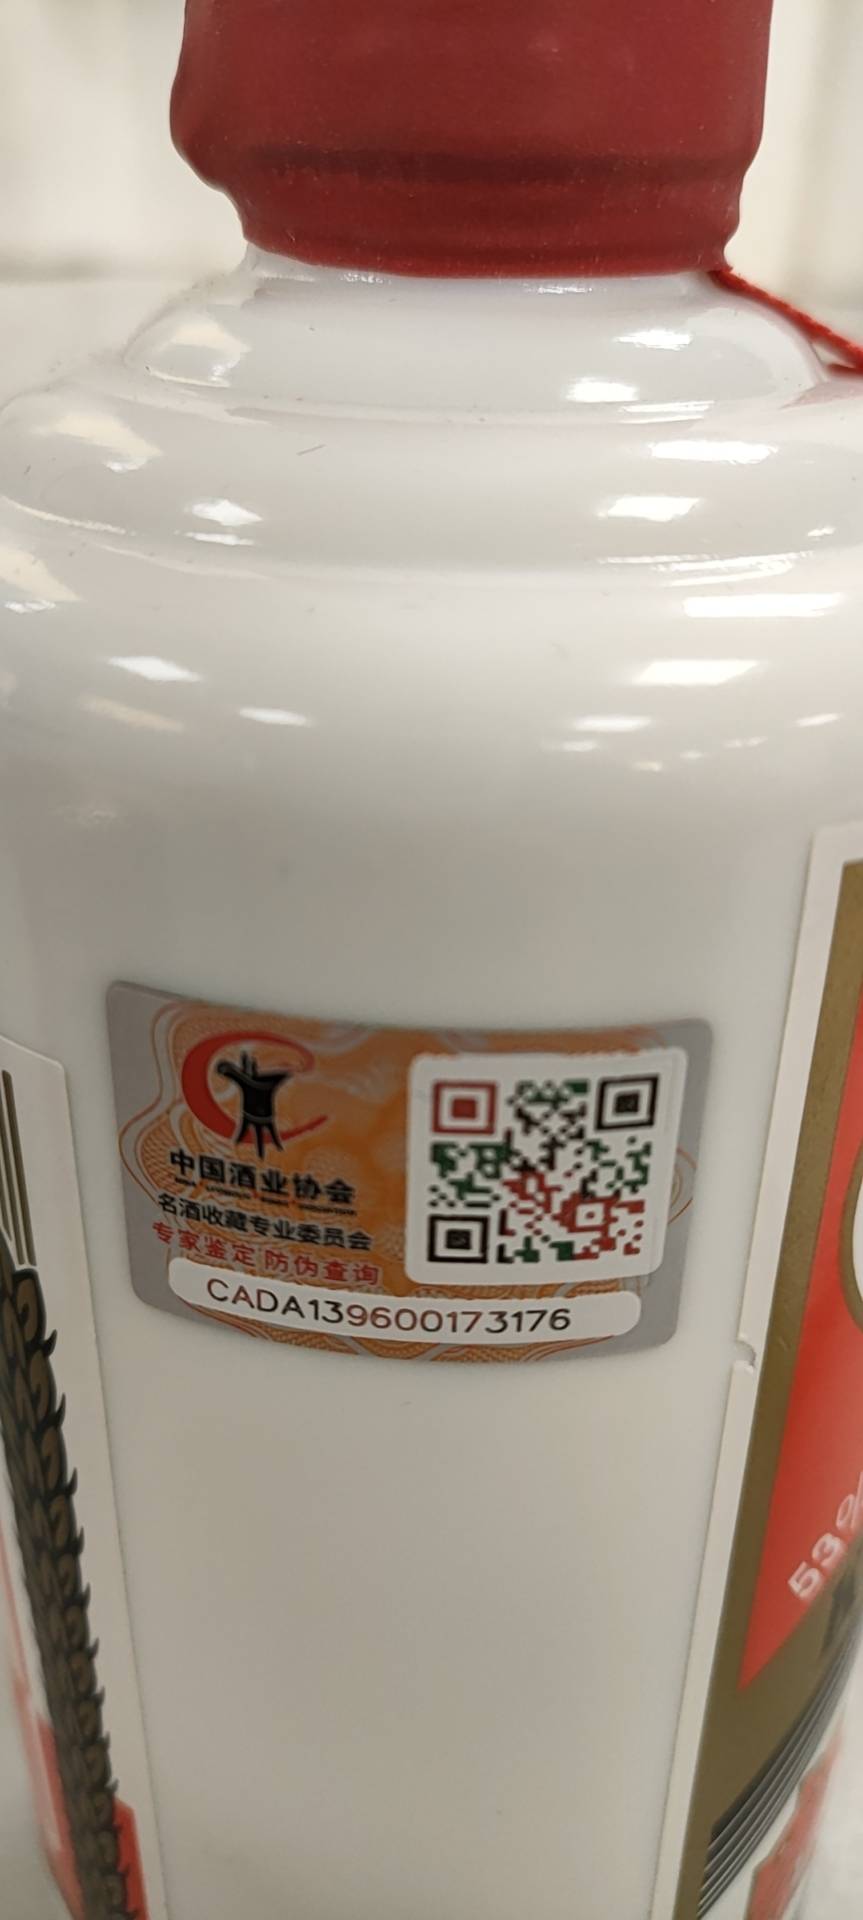 中国酒业协会
名酒收藏专业委员会
专家鉴定 防伪查询
CADA139600173176
53%